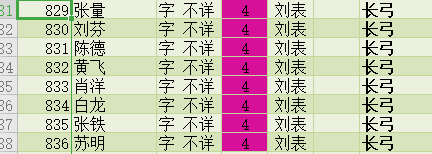 31 829 张量 字 不详 4 刘表 长弓
32 830 刘芬 字 不详 4 刘表 长弓
33 831 陈德 字 不详 4 刘表 长弓
34 832 黄飞 字 不详 4 刘表 长弓
35 833 肖洋 字 不详 4 刘表 长弓
36 834 白龙 字 不详 4 刘表 长弓
37 835 张铁 字 不详 4 刘表 长弓
38 836 苏明 字 不详 4 刘表 长弓